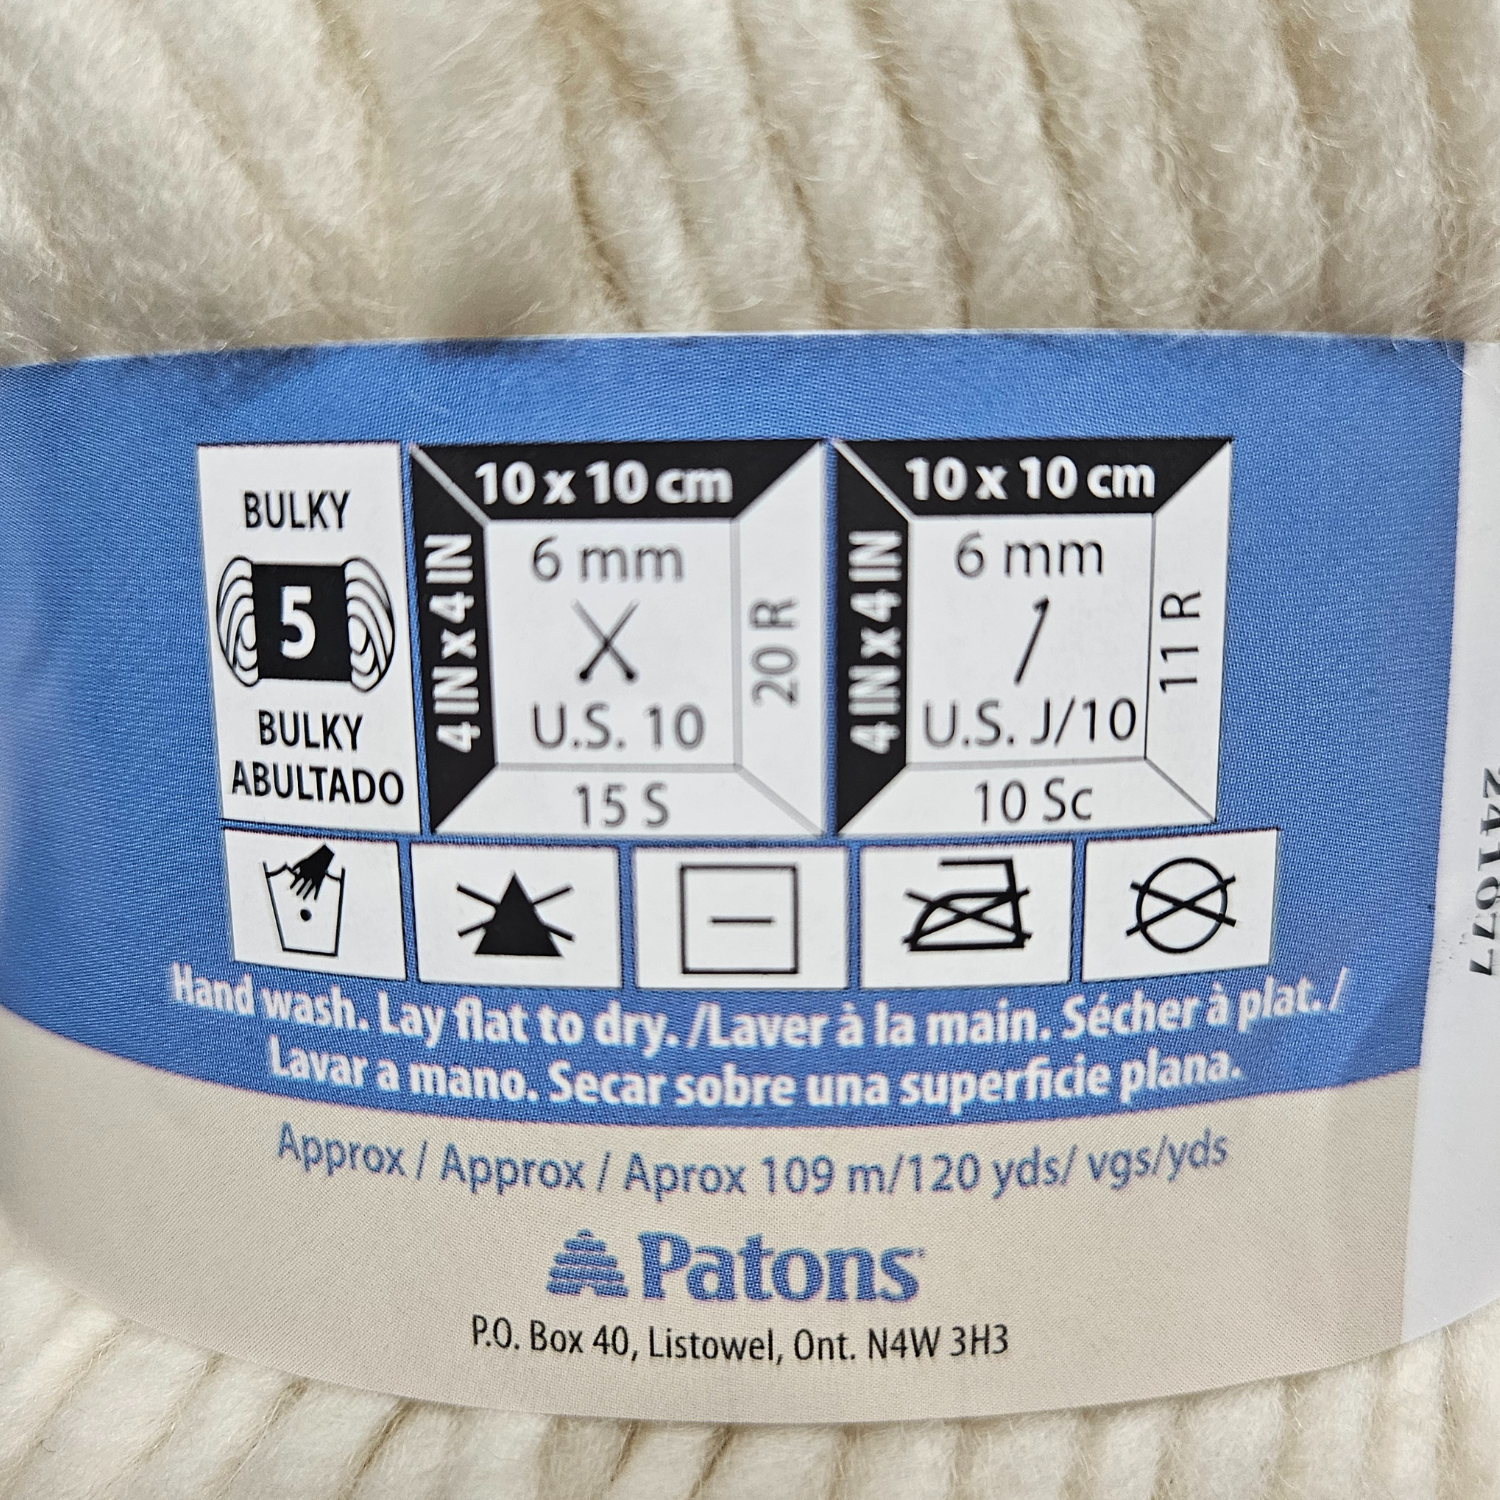 BULKY
5
BULKY
ABULTADO
10 x 10 cm
4 IN x 4 IN
6 mm
U.S. 10
20 R
15 S
10 x 10 cm
4 IN x 4 IN
6 mm
U.S. J/10
11 R
10 Sc
Hand wash. Lay flat to dry. /Laver à la main. Sécher à plat. /
Lavar a mano. Secar sobre una superficie plana.
Approx / Approx / Aprox 109 m/120 yds/ vgs/yds
Patons
P.O. Box 40, Listowel, Ont. N4W 3H3
241677